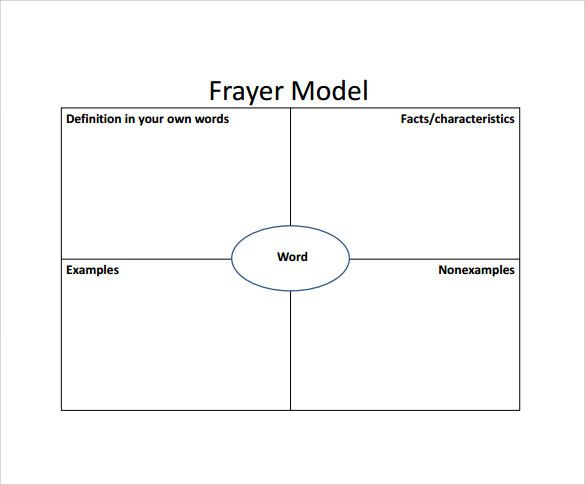 Frayer Model
Definition in your own words
Facts/characteristics
Word
Examples
Nonexamples